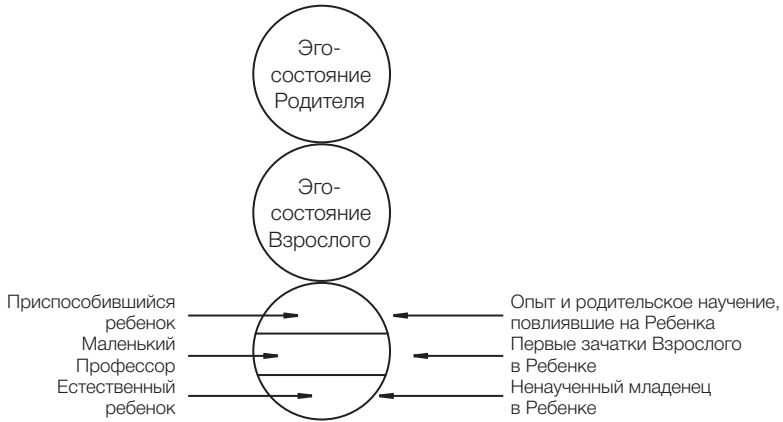 Эго-
состояние
Родителя
Эго-
состояние
Взрослого
Приспособившийся
ребенок
Маленький
Профессор
Естественный
ребенок
Опыт и родительское научение,
повлиявшие на Ребенка
Первые зачатки Взрослого
в Ребенке
Ненаученный младенец
в Ребенке